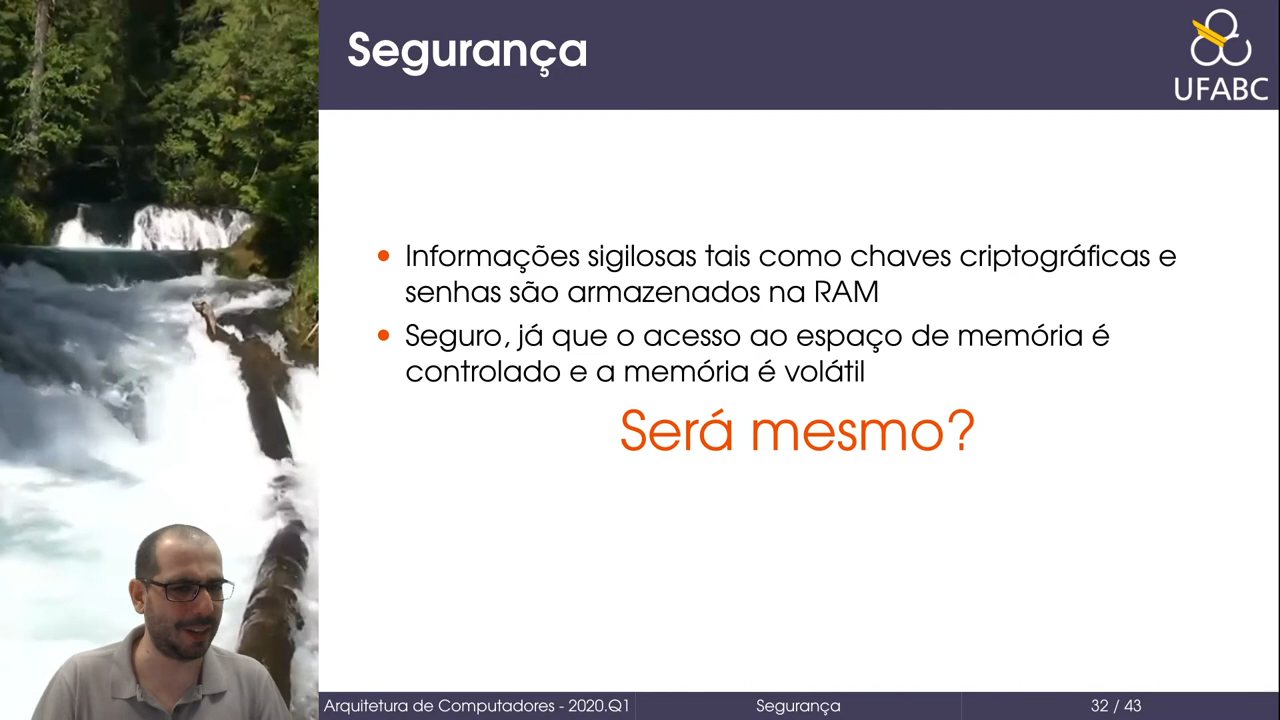 Segurança
UFABC
• Informações sigilosas tais como chaves criptográficas e
senhas são armazenados na RAM
• Seguro, já que o acesso ao espaço de memória é
controlado e a memória é volátil
Será mesmo?
Arquitetura de Computadores - 2020.Q1
Segurança
32 / 43